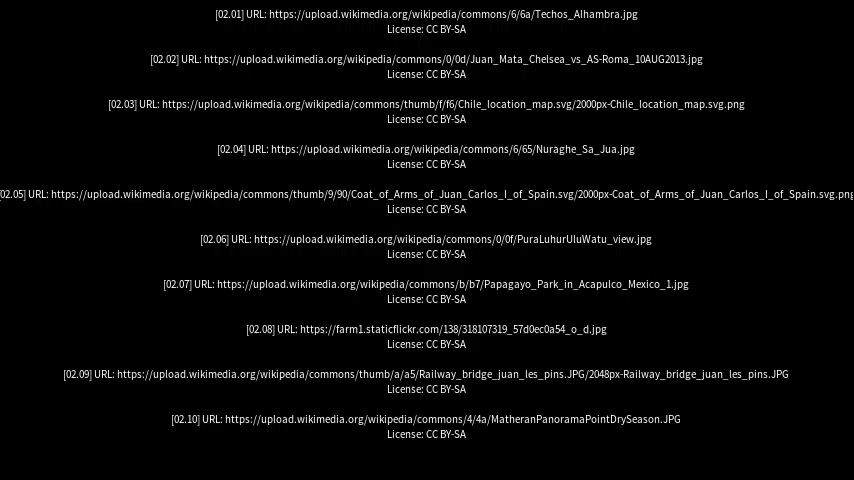 [02.01] URL: https://upload.wikimedia.org/wikipedia/commons/6/6a/Techos_Alhambra.jpg
License: CC BY-SA
[02.02] URL: https://upload.wikimedia.org/wikipedia/commons/0/0d/Juan_Mata_Chelsea_vs_AS-Roma_10AUG2013.jpg
License: CC BY-SA
[02.03] URL: https://upload.wikimedia.org/wikipedia/commons/thumb/f/f6/Chile_location_map.svg/2000px-Chile_location_map.svg.png
License: CC BY-SA
[02.04] URL: https://upload.wikimedia.org/wikipedia/commons/6/65/Nuraghe_Sa_Jua.jpg
License: CC BY-SA
[02.05] URL: https://upload.wikimedia.org/wikipedia/commons/thumb/9/90/Coat_of_Arms_of_Juan_Carlos_I_of_Spain.svg/2000px-Coat_of_Arms_of_Juan_Carlos_I_of_Spain.svg.png
License: CC BY-SA
[02.06] URL: https://upload.wikimedia.org/wikipedia/commons/0/0f/PuraLuhurUluWatu_view.jpg
License: CC BY-SA
[02.07] URL: https://upload.wikimedia.org/wikipedia/commons/b/b7/Papagayo_Park_in_Acapulco_Mexico_1.jpg
License: CC BY-SA
[02.08] URL: https://farm1.staticflickr.com/138/318107319_57d0ec0a54_o_d.jpg
License: CC BY-SA
[02.09] URL: https://upload.wikimedia.org/wikipedia/commons/thumb/a/a5/Railway_bridge_juan_les_pins.JPG/2048px-Railway_bridge_juan_les_pins.JPG
License: CC BY-SA
[02.10] URL: https://upload.wikimedia.org/wikipedia/commons/4/4a/MatheranPanoramaPointDrySeason.JPG
License: CC BY-SA